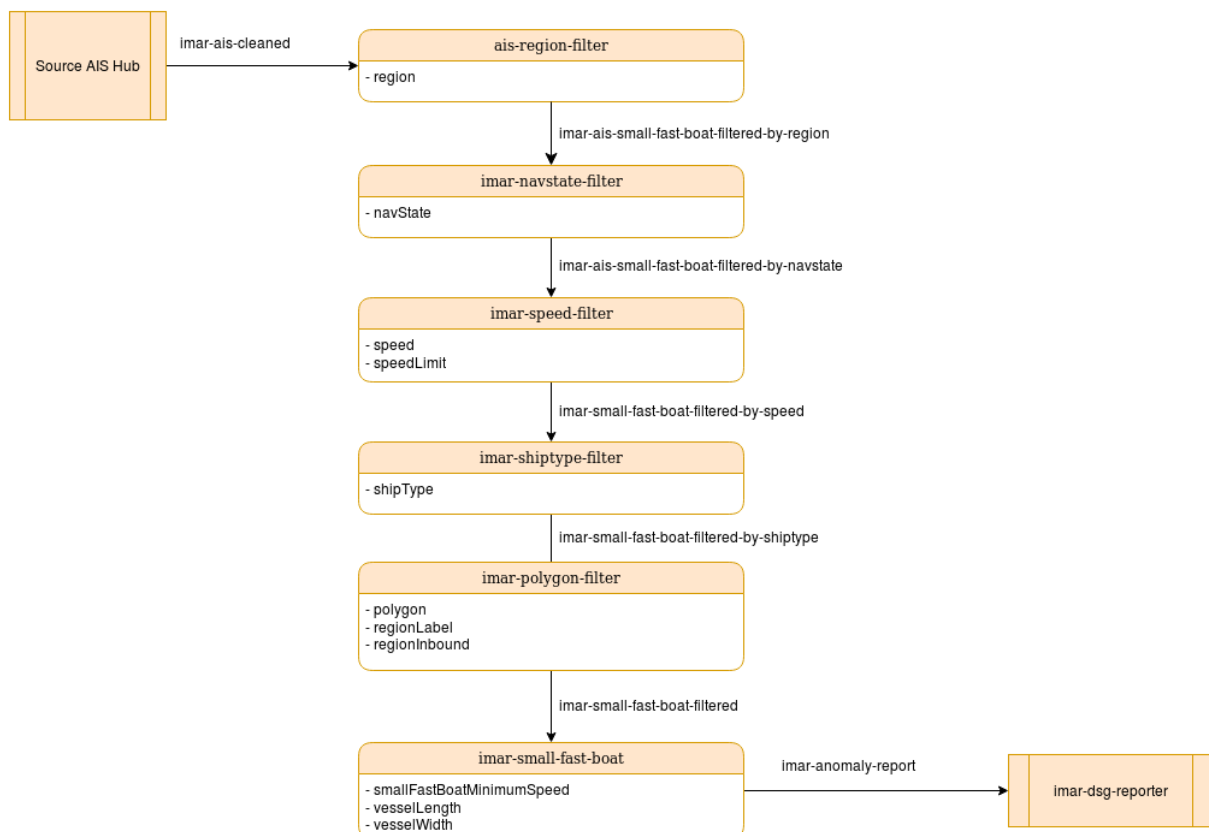 imar-ais-cleaned
Source AIS Hub
ais-region-filter
- region
imar-ais-small-fast-boat-filtered-by-region
imar-navstate-filter
- navState
imar-ais-small-fast-boat-filtered-by-navstate
imar-speed-filter
- speed
- speedLimit
imar-small-fast-boat-filtered-by-speed
imar-shiptype-filter
- shipType
imar-small-fast-boat-filtered-by-shiptype
imar-polygon-filter
- polygon
- regionLabel
- regionInbound
imar-small-fast-boat-filtered
imar-small-fast-boat
- smallFastBoatMinimumSpeed
- vesselLength
- vesselWidth
imar-anomaly-report
imar-dsg-reporter